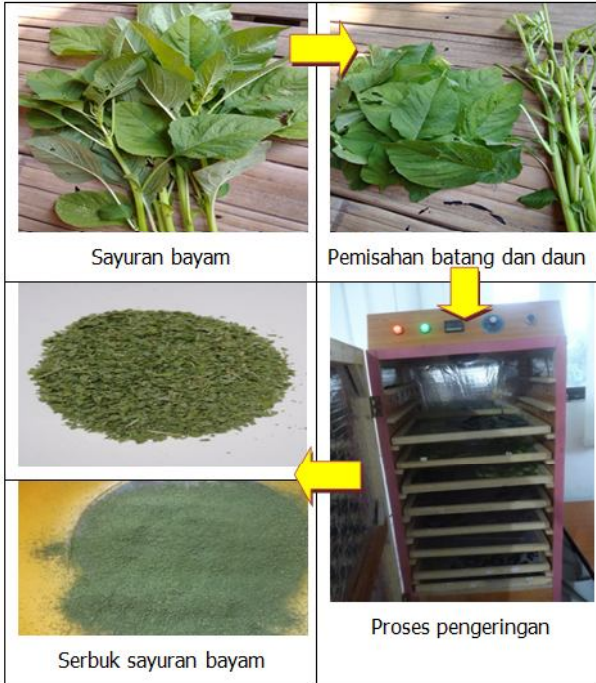 Sayuran bayam
Pemisahan batang dan daun
Proses pengeringan
Serbuk sayuran bayam